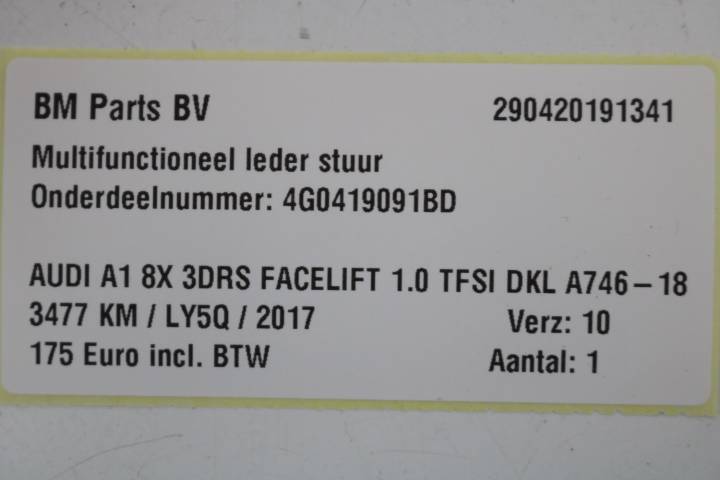 BM Parts BV 290420191341
Multifunctioneel leder stuur
Onderdeelnummer: 4G0419091BD
AUDI A1 8X 3DRS FACELIFT 1.0 TFSI DKL A746-18
3477 KM / LY5Q / 2017 Verz: 10
175 Euro incl. BTW Aantal: 1